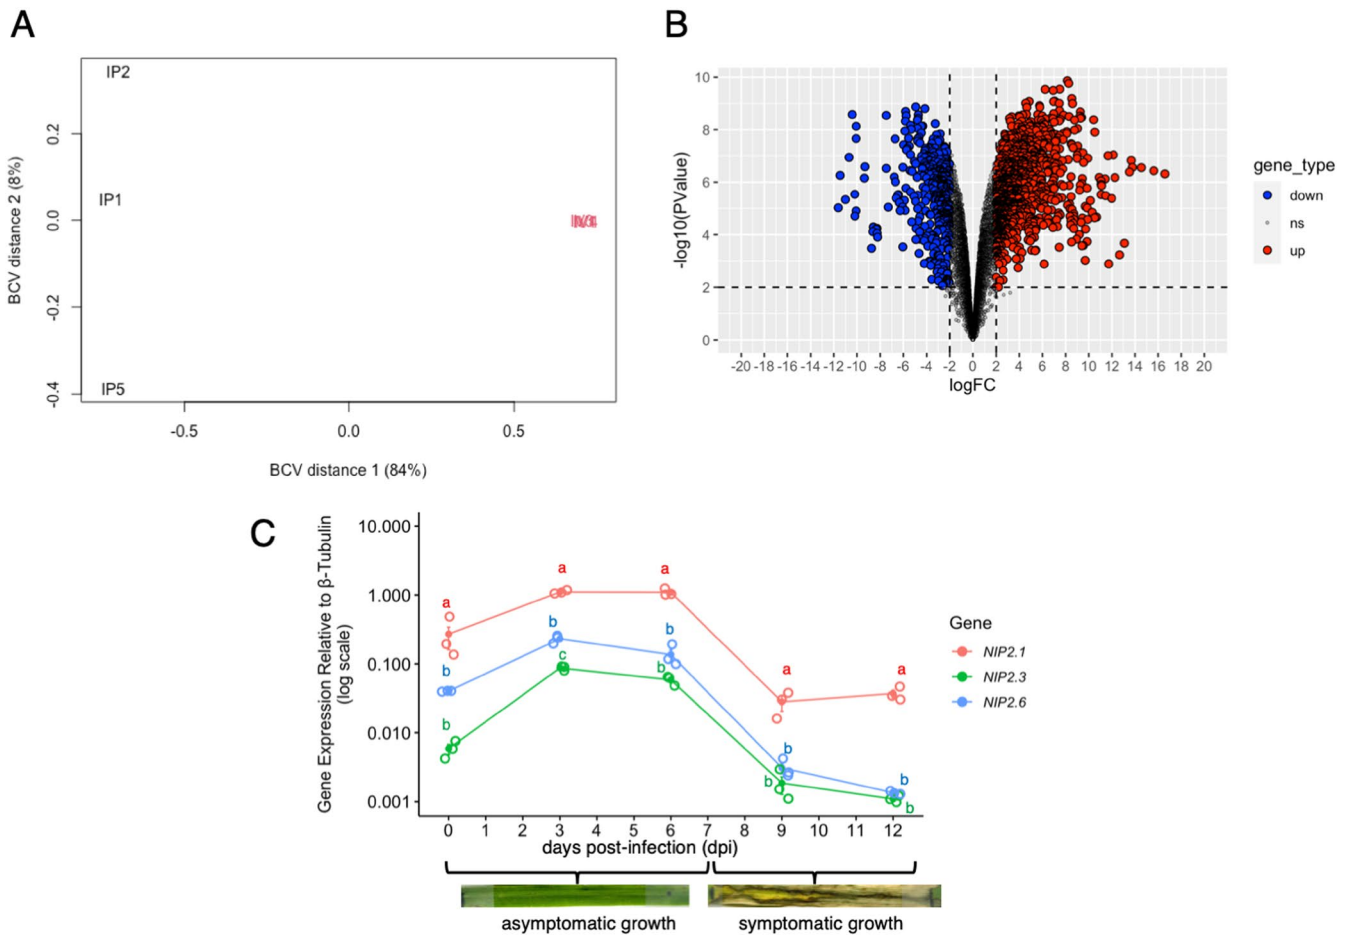 A
IP2
IP1
IP5
BCV distance 2 (8%)
0.2
0.0
-0.2
-0.4
-0.5
0.0
0.5
BCV distance 1 (84%)
B
-log10(PValue)
10
8
6
4
2
0
-20 -18 -16 -14 -12 -10 -8 -6 -4 -2 0 2 4 6 8 10 12 14 16 18 20
logFC
gene_type
down
ns
up
C
Gene Expression Relative to β-Tubulin
(log scale)
10.000
1.000
0.100
0.010
0.001
a
a
a
a
a
b
b
b
b
b
b
c
b
b
b
0 1 2 3 4 5 6 7 8 9 10 11 12
days post-infection (dpi)
Gene
NIP2.1
NIP2.3
NIP2.6
asymptomatic growth
symptomatic growth